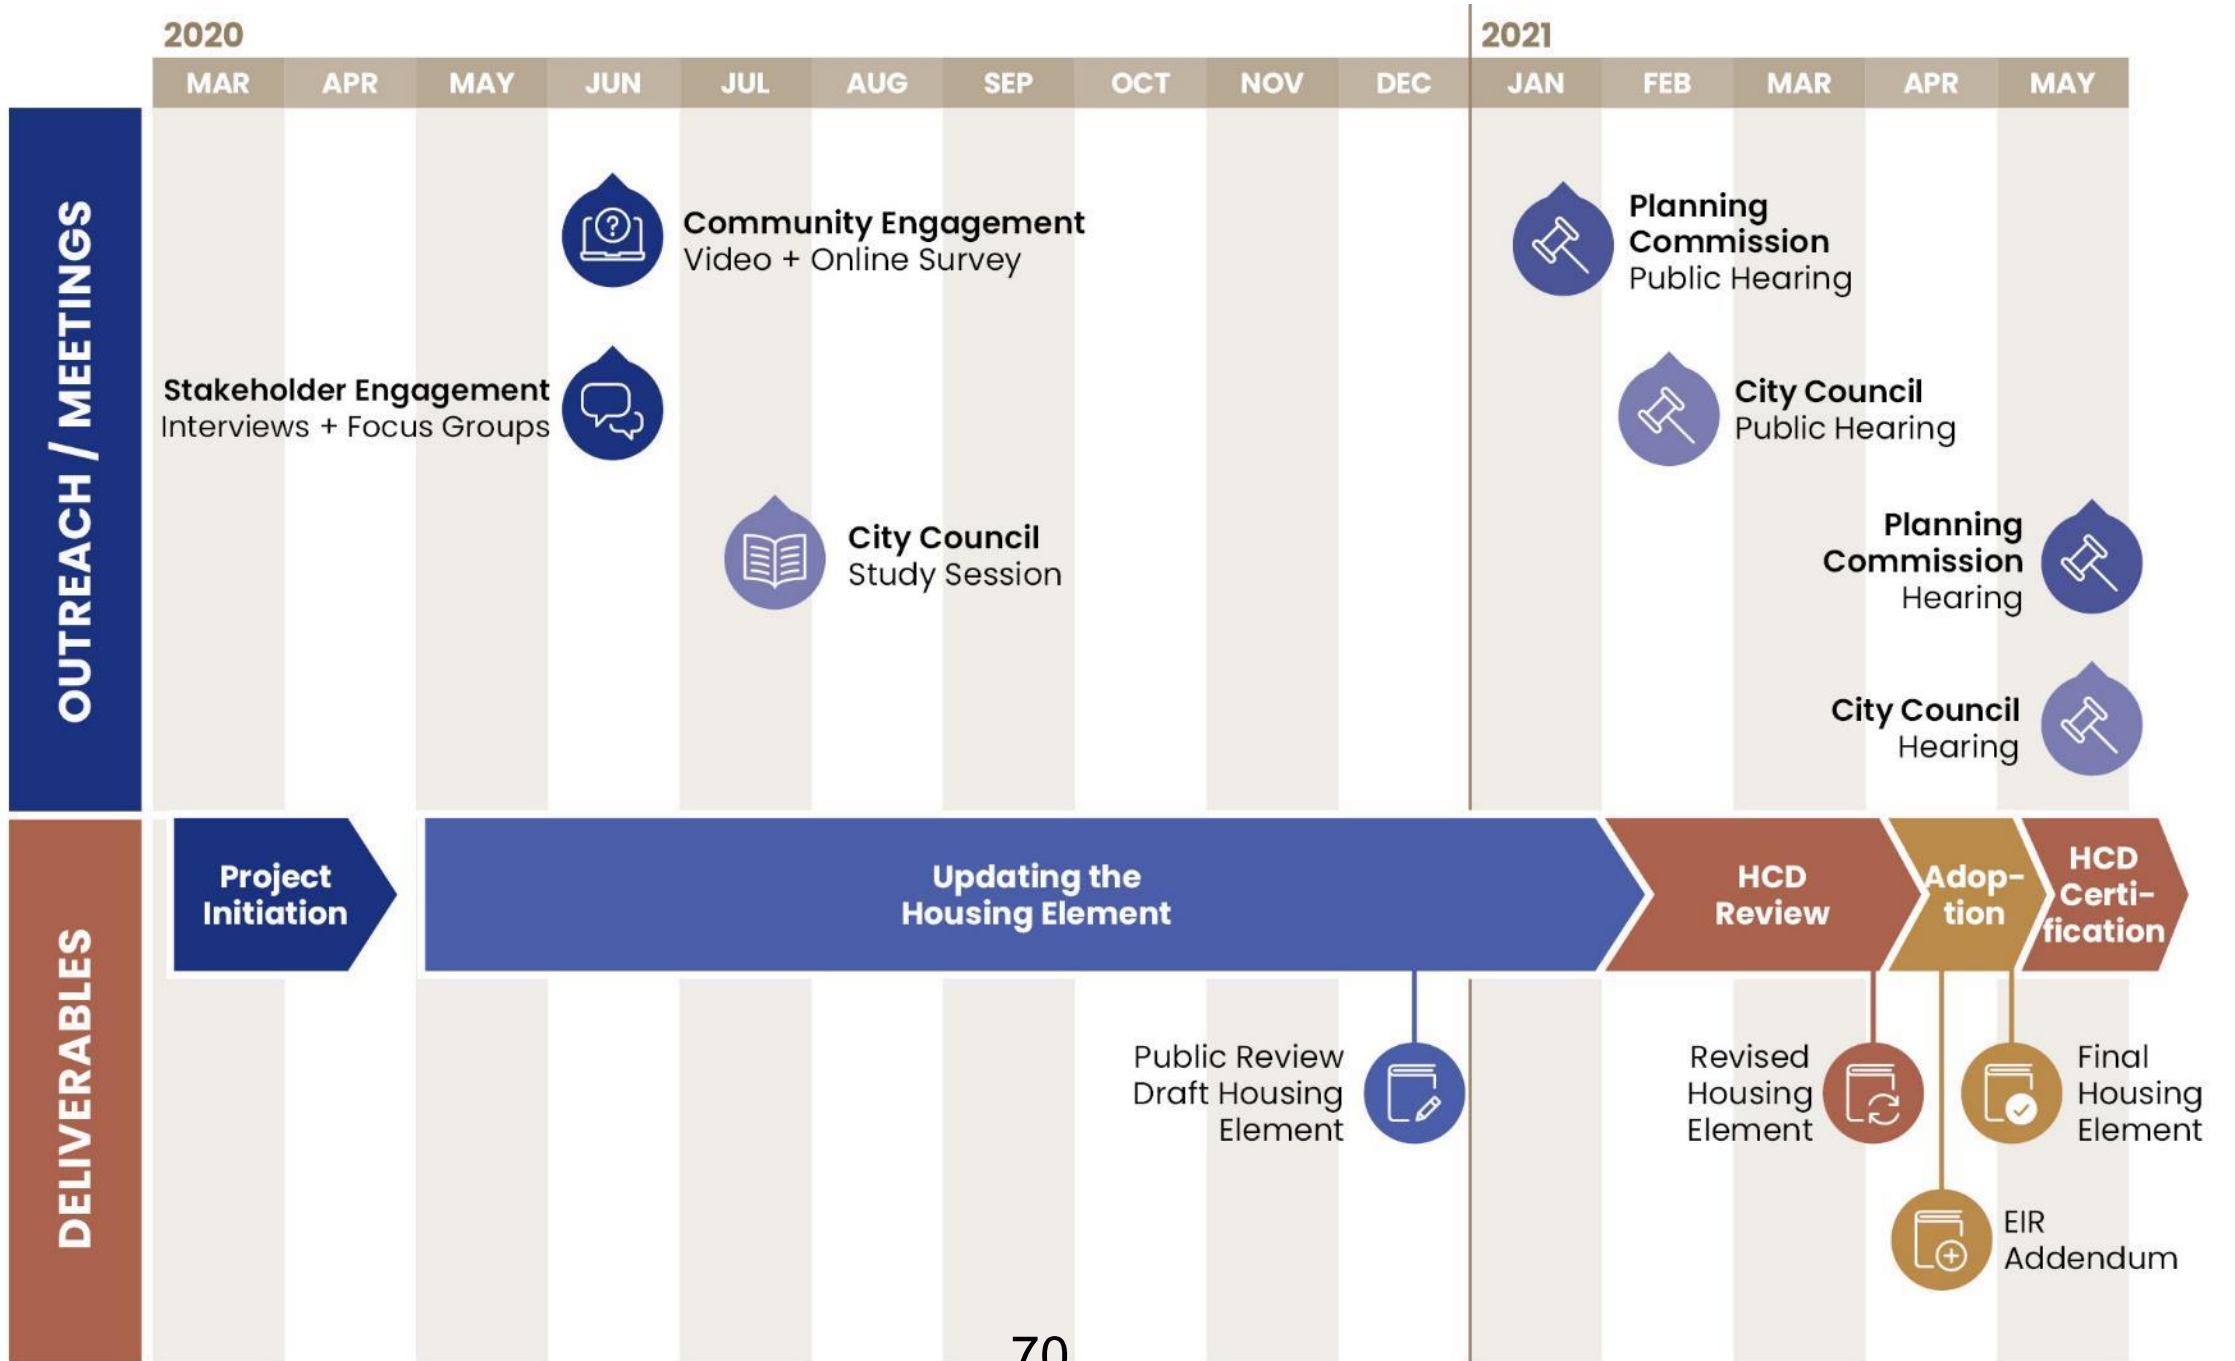 2020
2021
MAR APR MAY JUN JUL AUG SEP OCT NOV DEC JAN FEB MAR APR MAY
OUTREACH / MEETINGS
Community Engagement
Video + Online Survey
Stakeholder Engagement
Interviews + Focus Groups
City Council
Study Session
Planning
Commission
Public Hearing
City Council
Public Hearing
Planning
Commission
Hearing
City Council
Hearing
DELIVERABLES
Project
Initiation
Updating the
Housing Element
HCD
Review
Adop-
tion
HCD
Certi-
fication
Public Review
Draft Housing
Element
Revised
Housing
Element
Final
Housing
Element
EIR
Addendum
70